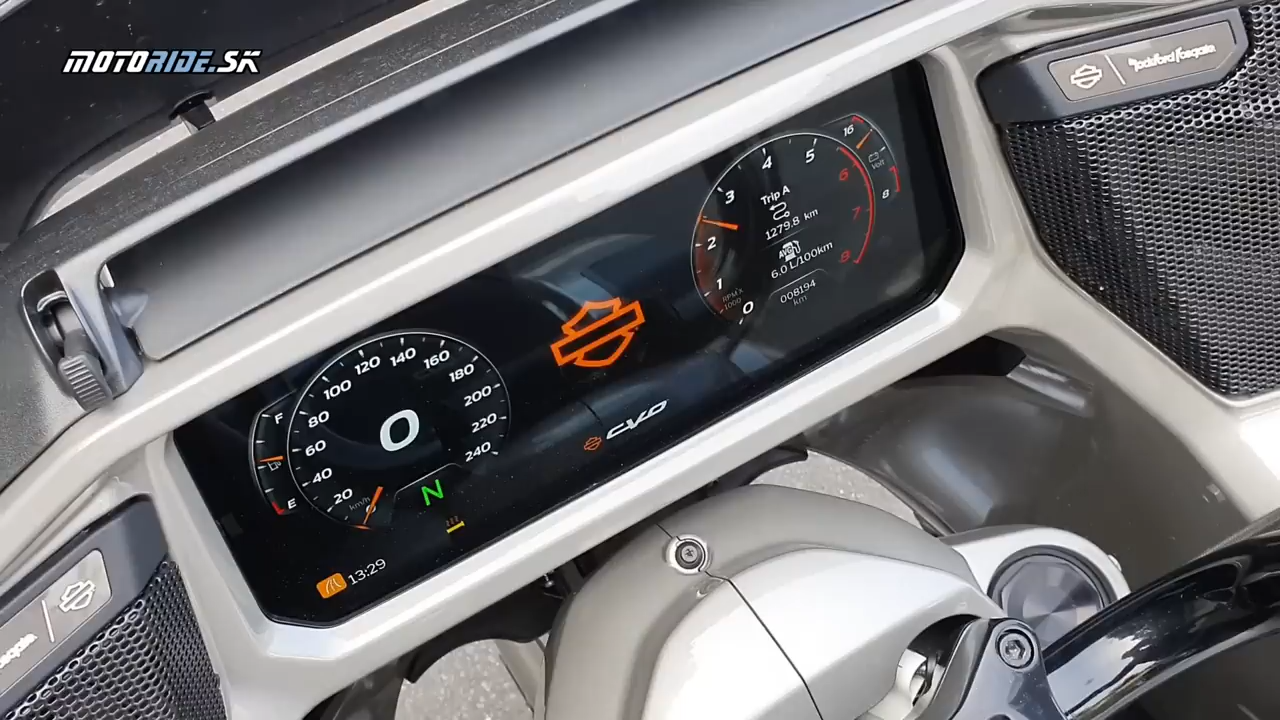 MOTORIDE.SK
rockford fosgate
16
Volt
8
0
1
2
3
4
5
6
7
8
RPM X
1000
Trip A
1279.8 km
AVG
6.0 L/100km
008194
km
F
E
0
20
40
60
80
100
120
140
160
180
200
220
240
km/h
0
N
CVO
13:29